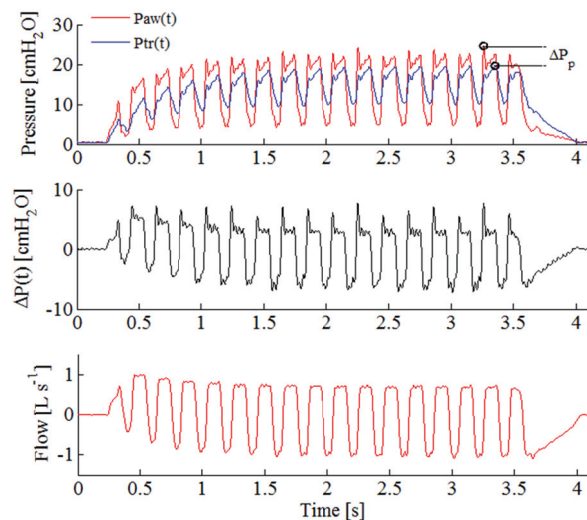 Paw(t)
Ptr(t)
ΔPp
Pressure [cmH2O]
30
20
10
0
0 0.5 1 1.5 2 2.5 3 3.5 4
ΔP(t) [cmH2O]
10
0
-10
0 0.5 1 1.5 2 2.5 3 3.5 4
Flow [L s-1]
1
0
-1
0 0.5 1 1.5 2 2.5 3 3.5 4
Time [s]